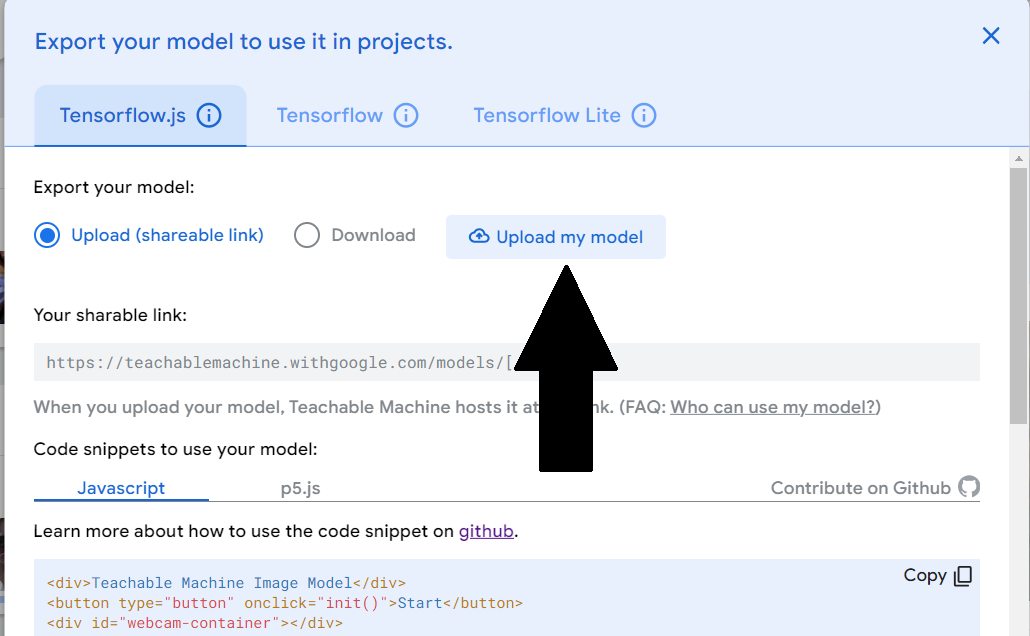 Export your model to use it in projects.
Tensorflow.js Tensorflow Tensorflow Lite
Export your model:
Upload (shareable link) Download Upload my model
Your sharable link:
https://teachablemachine.withgoogle.com/models/[
When you upload your model, Teachable Machine hosts it at nk. (FAQ: Who can use my model?)
Code snippets to use your model:
Javascript p5.js Contribute on Github
Learn more about how to use the code snippet on github.
Copy
<div>Teachable Machine Image Model</div>
<button type="button" onclick="init()">Start</button>
<div id="webcam-container"></div>